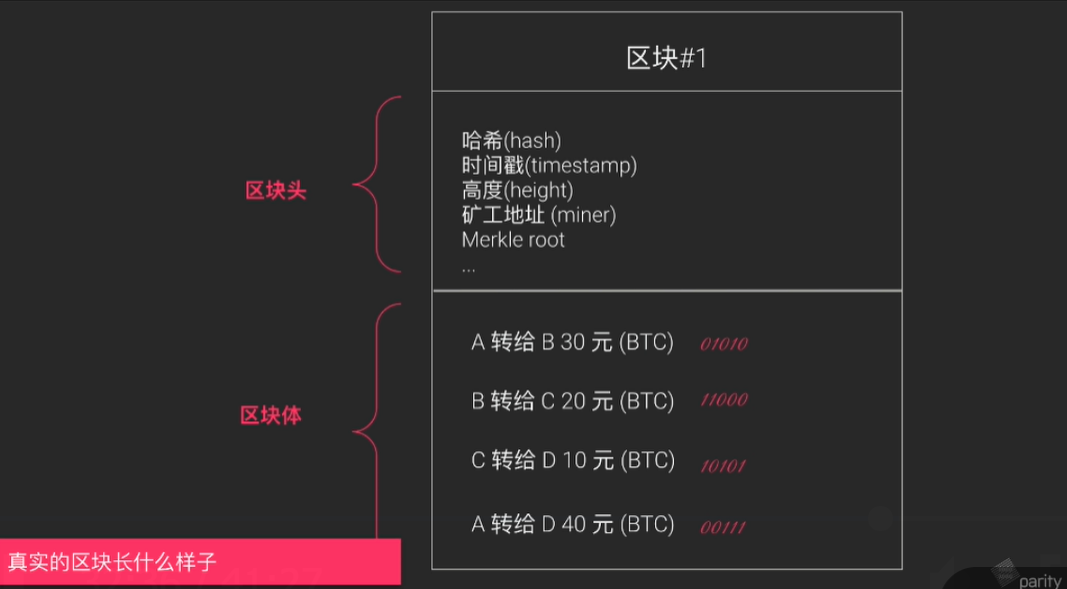 区块#1
区块头
哈希(hash)
时间戳(timestamp)
高度(height)
矿工地址 (miner)
Merkle root
...
区块体
A 转给 B 30 元 (BTC) 01010
B 转给 C 20 元 (BTC) 11000
C 转给 D 10 元 (BTC) 10101
A 转给 D 40 元 (BTC) 00111
真实的区块长什么样子
parity